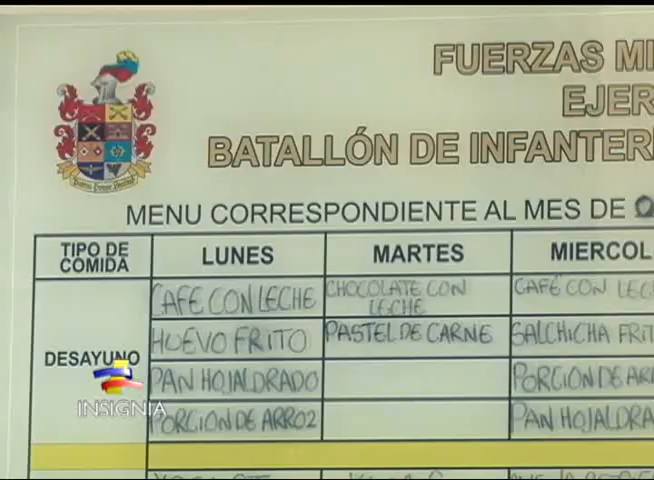 FUERZAS MI
EJER
BATALLÓN DE INFANTER
MENU CORRESPONDIENTE AL MES DE
TIPO DE COMIDA LUNES MARTES MIERCOL
DESAYUNO
CAFE CON LECHE CHOCOLATE CON LECHE CAFÉ CON LEC
HUEVO FRITO PASTEL DE CARNE SALCHICHA FRIT
PAN HOJALDRADO PORCION DE AR
PORCION DE ARROZ PAN HOJALDRA
INSIGNIA